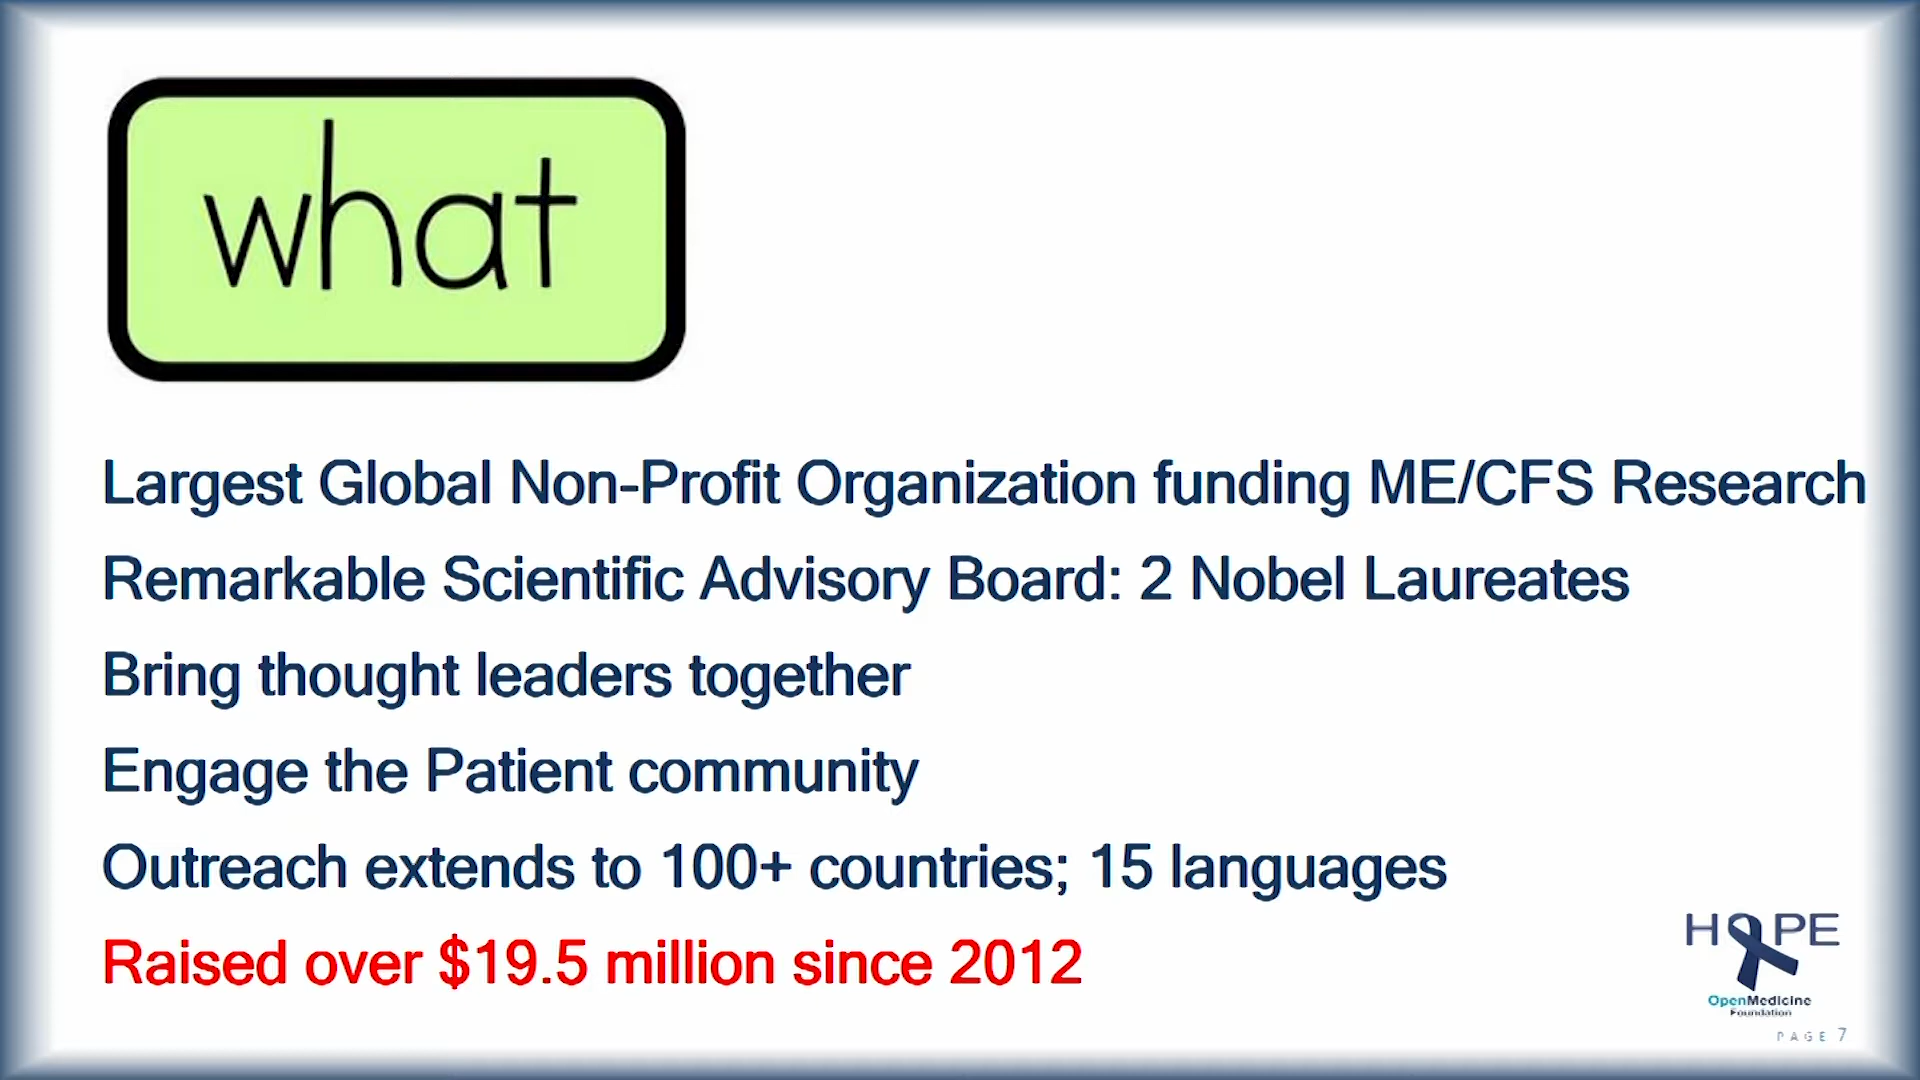 what
Largest Global Non-Profit Organization funding ME/CFS Research
Remarkable Scientific Advisory Board: 2 Nobel Laureates
Bring thought leaders together
Engage the Patient community
Outreach extends to 100+ countries; 15 languages
Raised over $19.5 million since 2012
HOPE
OpenMedicine
Foundation
PAGE 7